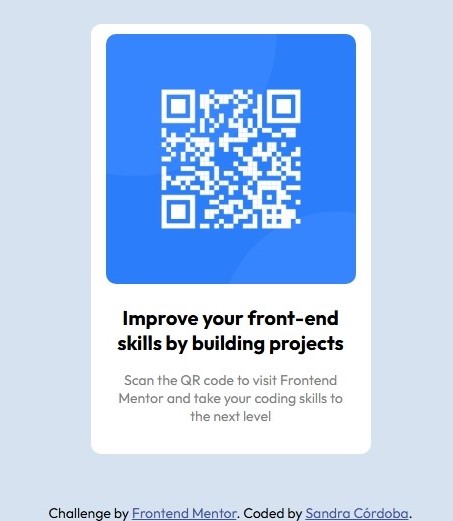 Improve your front-end
skills by building projects
Scan the QR code to visit Frontend
Mentor and take your coding skills to
the next level
Challenge by Frontend Mentor. Coded by Sandra Córdoba.